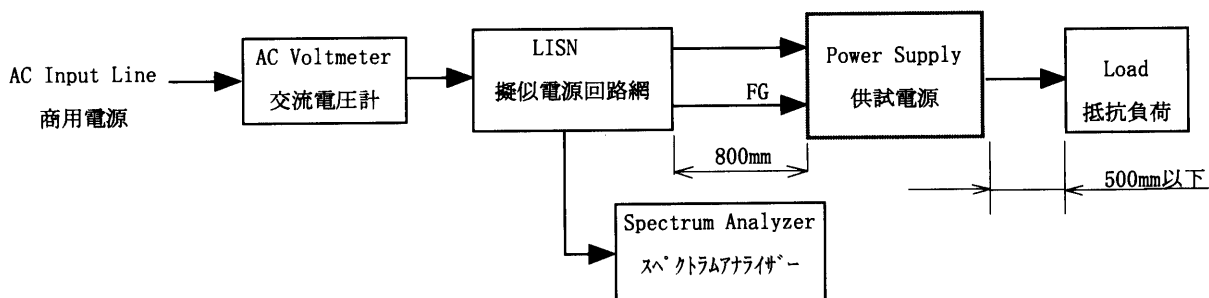 AC Input Line
商用電源
AC Voltmeter
交流電圧計
LISN
擬似電源回路網
FG
800mm
Power Supply
供試電源
Load
抵抗負荷
500mm以下
Spectrum Analyzer
ｽﾍﾟｸﾄﾗﾑｱﾅﾗｲｻﾞｰ